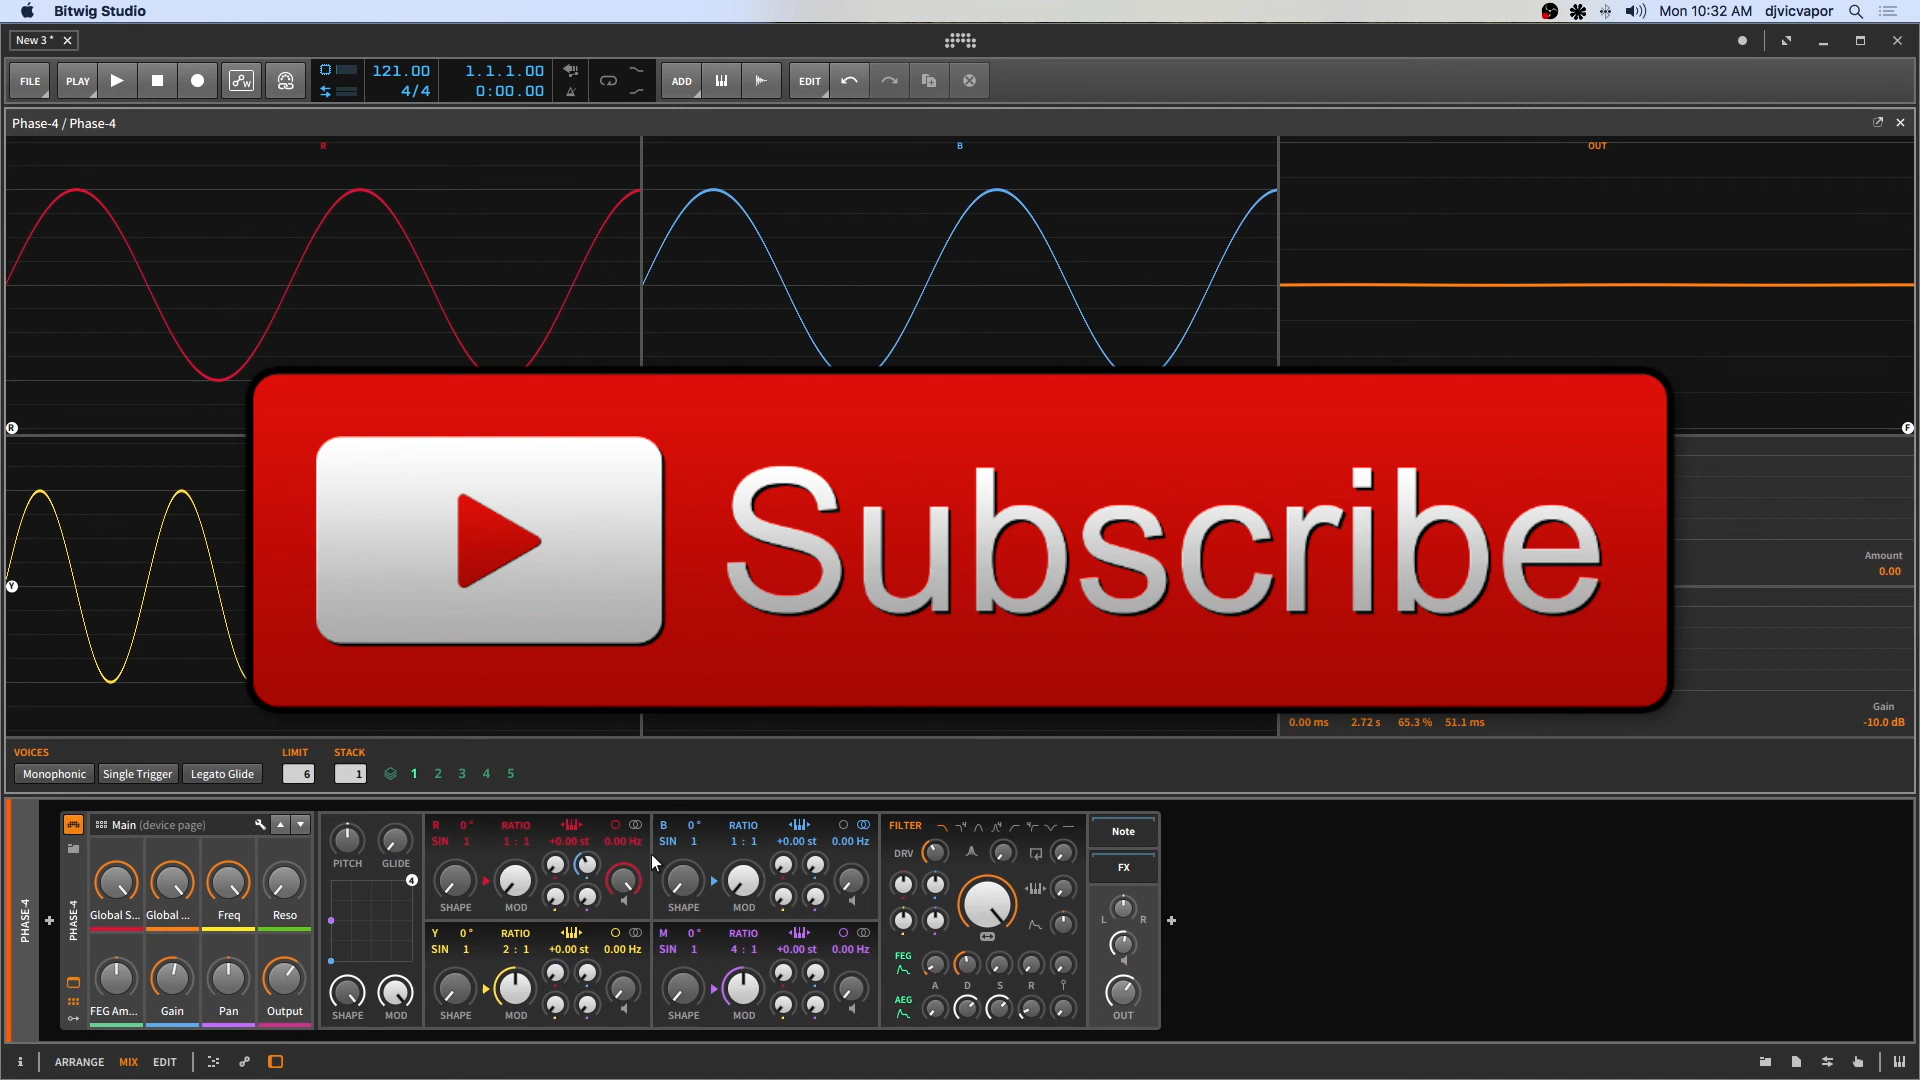 Bitwig Studio
Mon 10:32 AM djvicvapor
New 3 *
FILE PLAY 121.00 1.1.1.00 ADD EDIT
4/4 0:00.00
Phase-4 / Phase-4
R B OUT
R F
Subscribe
Y
Amount
0.00
Gain
0.00 ms 2.72 s 65.3 % 51.1 ms -10.0 dB
VOICES LIMIT STACK
Monophonic Single Trigger Legato Glide 6 1 1 2 3 4 5
PHASE-4
PHASE-4
Main (device page)
Global S... Global ... Freq Reso
FEG Am... Gain Pan Output
PITCH GLIDE
4
SHAPE MOD
R 0° RATIO
SIN 1 1 : 1 +0.00 st 0.00 Hz
SHAPE MOD
B 0° RATIO
SIN 1 1 : 1 +0.00 st 0.00 Hz
SHAPE MOD
Y 0° RATIO
SIN 1 2 : 1 +0.00 st 0.00 Hz
SHAPE MOD
M 0° RATIO
SIN 1 4 : 1 +0.00 st 0.00 Hz
SHAPE MOD
FILTER
DRV
FEG
A D S R
AEG
Note
FX
L R
OUT
ARRANGE MIX EDIT